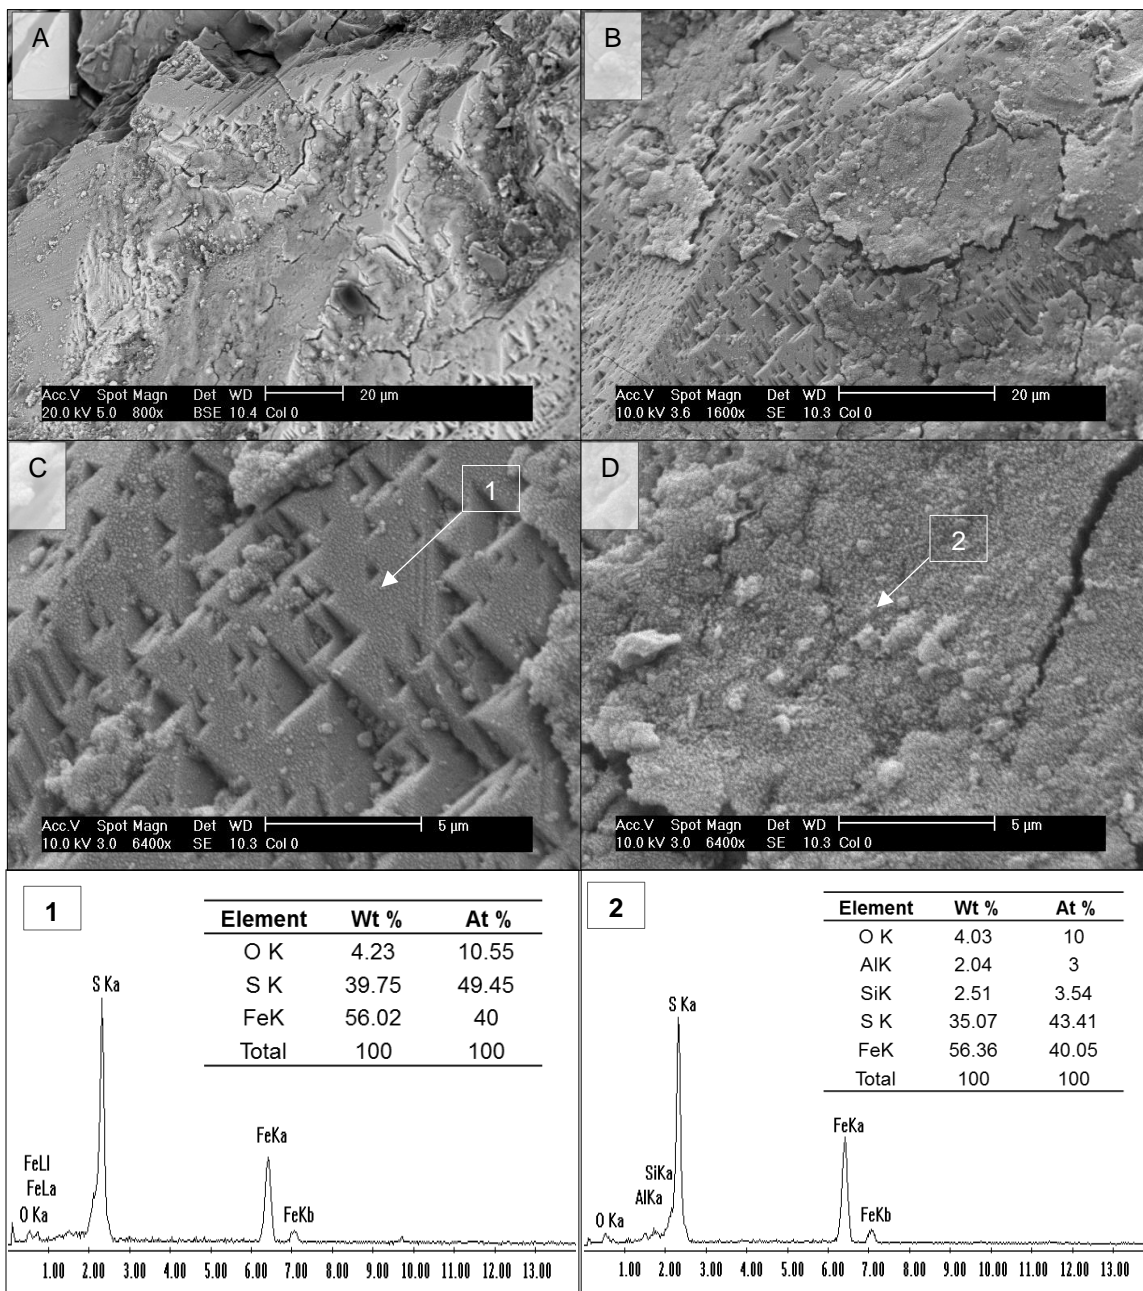 A
Acc.V Spot Magn Det WD 20 µm
20.0 kV 5.0 800x BSE 10.4 Col 0
B
Acc.V Spot Magn Det WD 20 µm
10.0 kV 3.6 1600x SE 10.3 Col 0
C
1
Acc.V Spot Magn Det WD 5 µm
10.0 kV 3.0 6400x SE 10.3 Col 0
D
2
Acc.V Spot Magn Det WD 5 µm
10.0 kV 3.0 6400x SE 10.3 Col 0
1
Element Wt % At %
O K 4.23 10.55
S K 39.75 49.45
FeK 56.02 40
Total 100 100
S Ka
FeKa
FeLl
FeLa
O Ka
FeKb
1.00 2.00 3.00 4.00 5.00 6.00 7.00 8.00 9.00 10.00 11.00 12.00 13.00
2
Element Wt % At %
O K 4.03 10
AlK 2.04 3
SiK 2.51 3.54
S K 35.07 43.41
FeK 56.36 40.05
Total 100 100
S Ka
FeKa
SiKa
AlKa
O Ka
FeKb
1.00 2.00 3.00 4.00 5.00 6.00 7.00 8.00 9.00 10.00 11.00 12.00 13.00